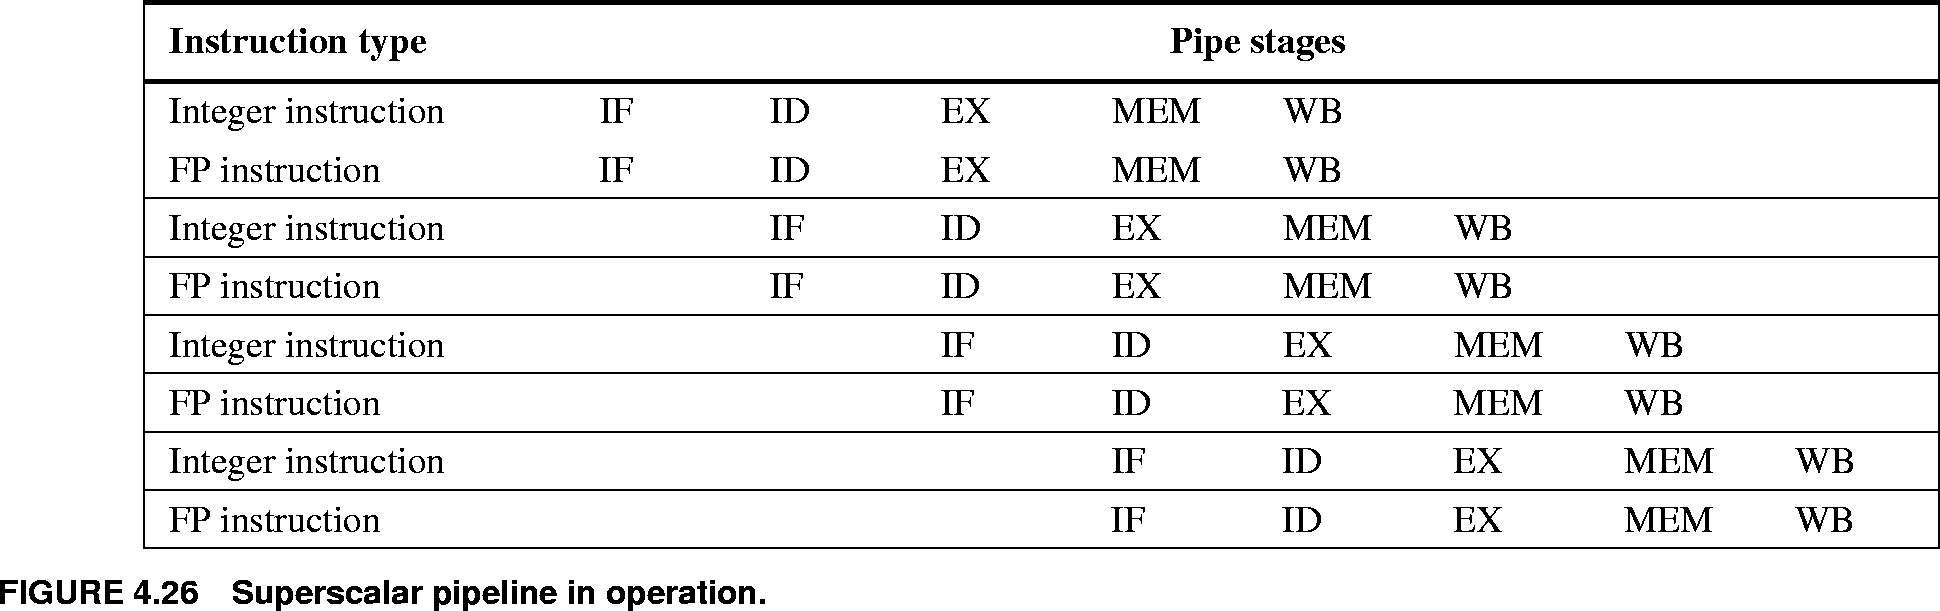 Instruction type Pipe stages
Integer instruction IF ID EX MEM WB
FP instruction IF ID EX MEM WB
Integer instruction IF ID EX MEM WB
FP instruction IF ID EX MEM WB
Integer instruction IF ID EX MEM WB
FP instruction IF ID EX MEM WB
Integer instruction IF ID EX MEM WB
FP instruction IF ID EX MEM WB
FIGURE 4.26 Superscalar pipeline in operation.